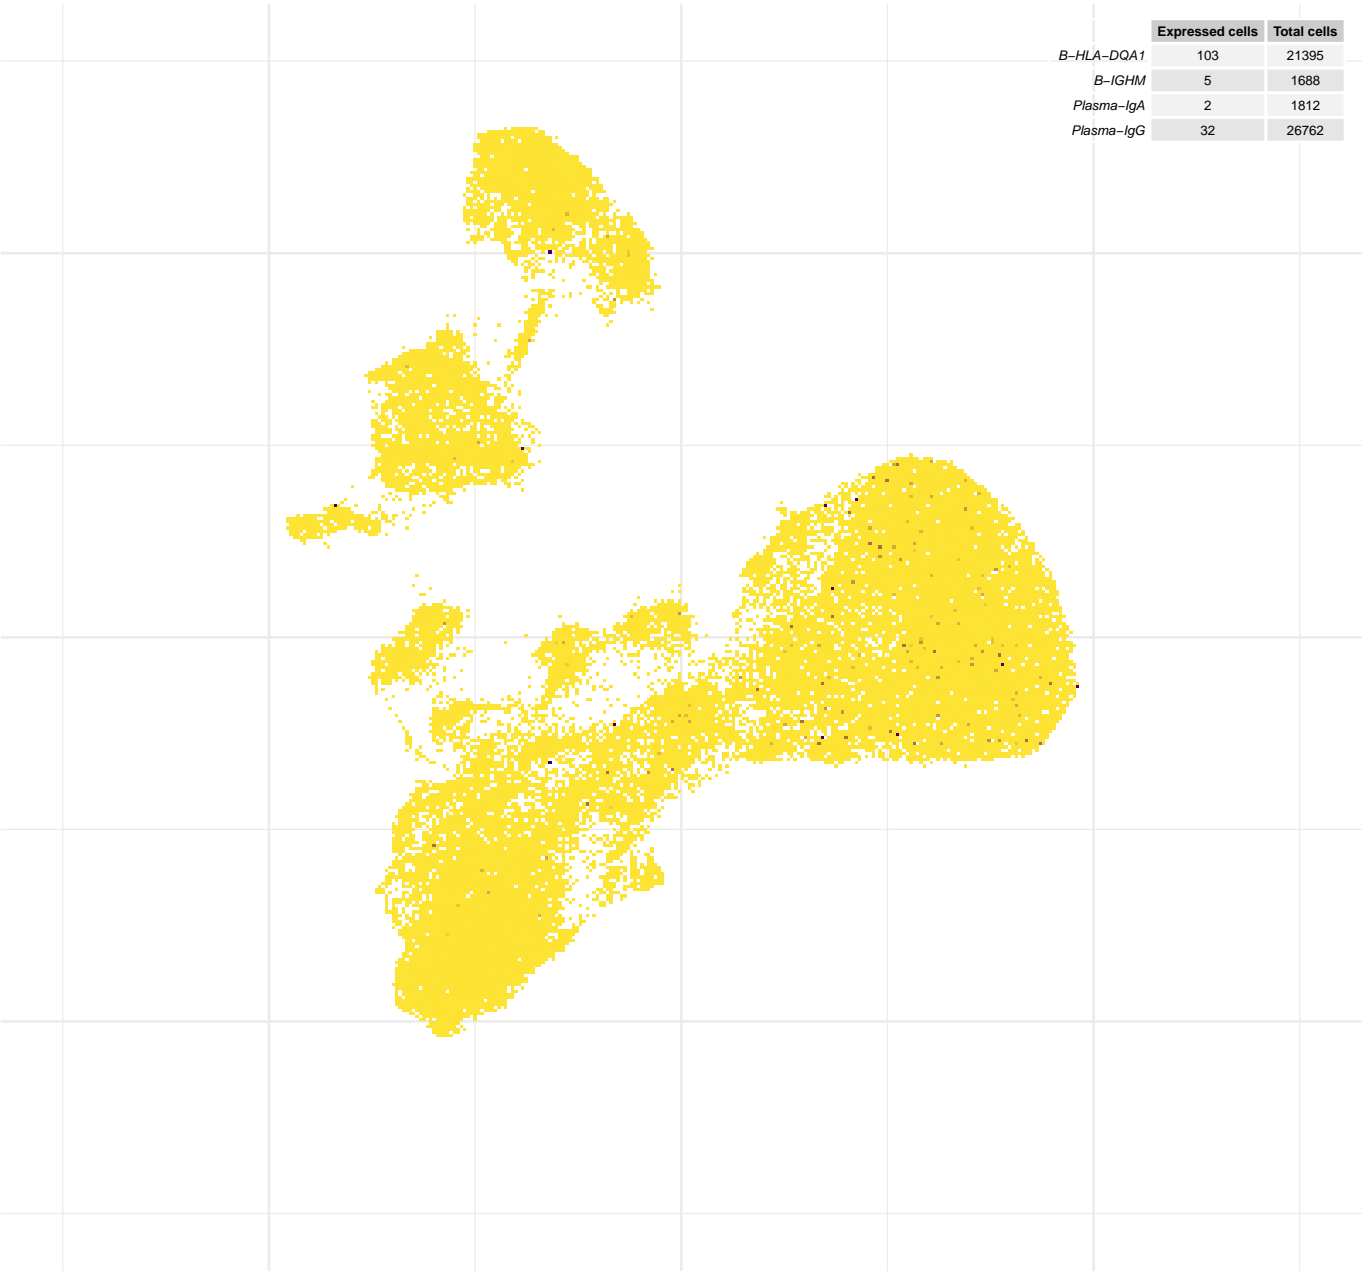 Expressed cells Total cells
B−HLA−DQA1 103 21395
B−IGHM 5 1688
Plasma−IgA 2 1812
Plasma−IgG 32 26762